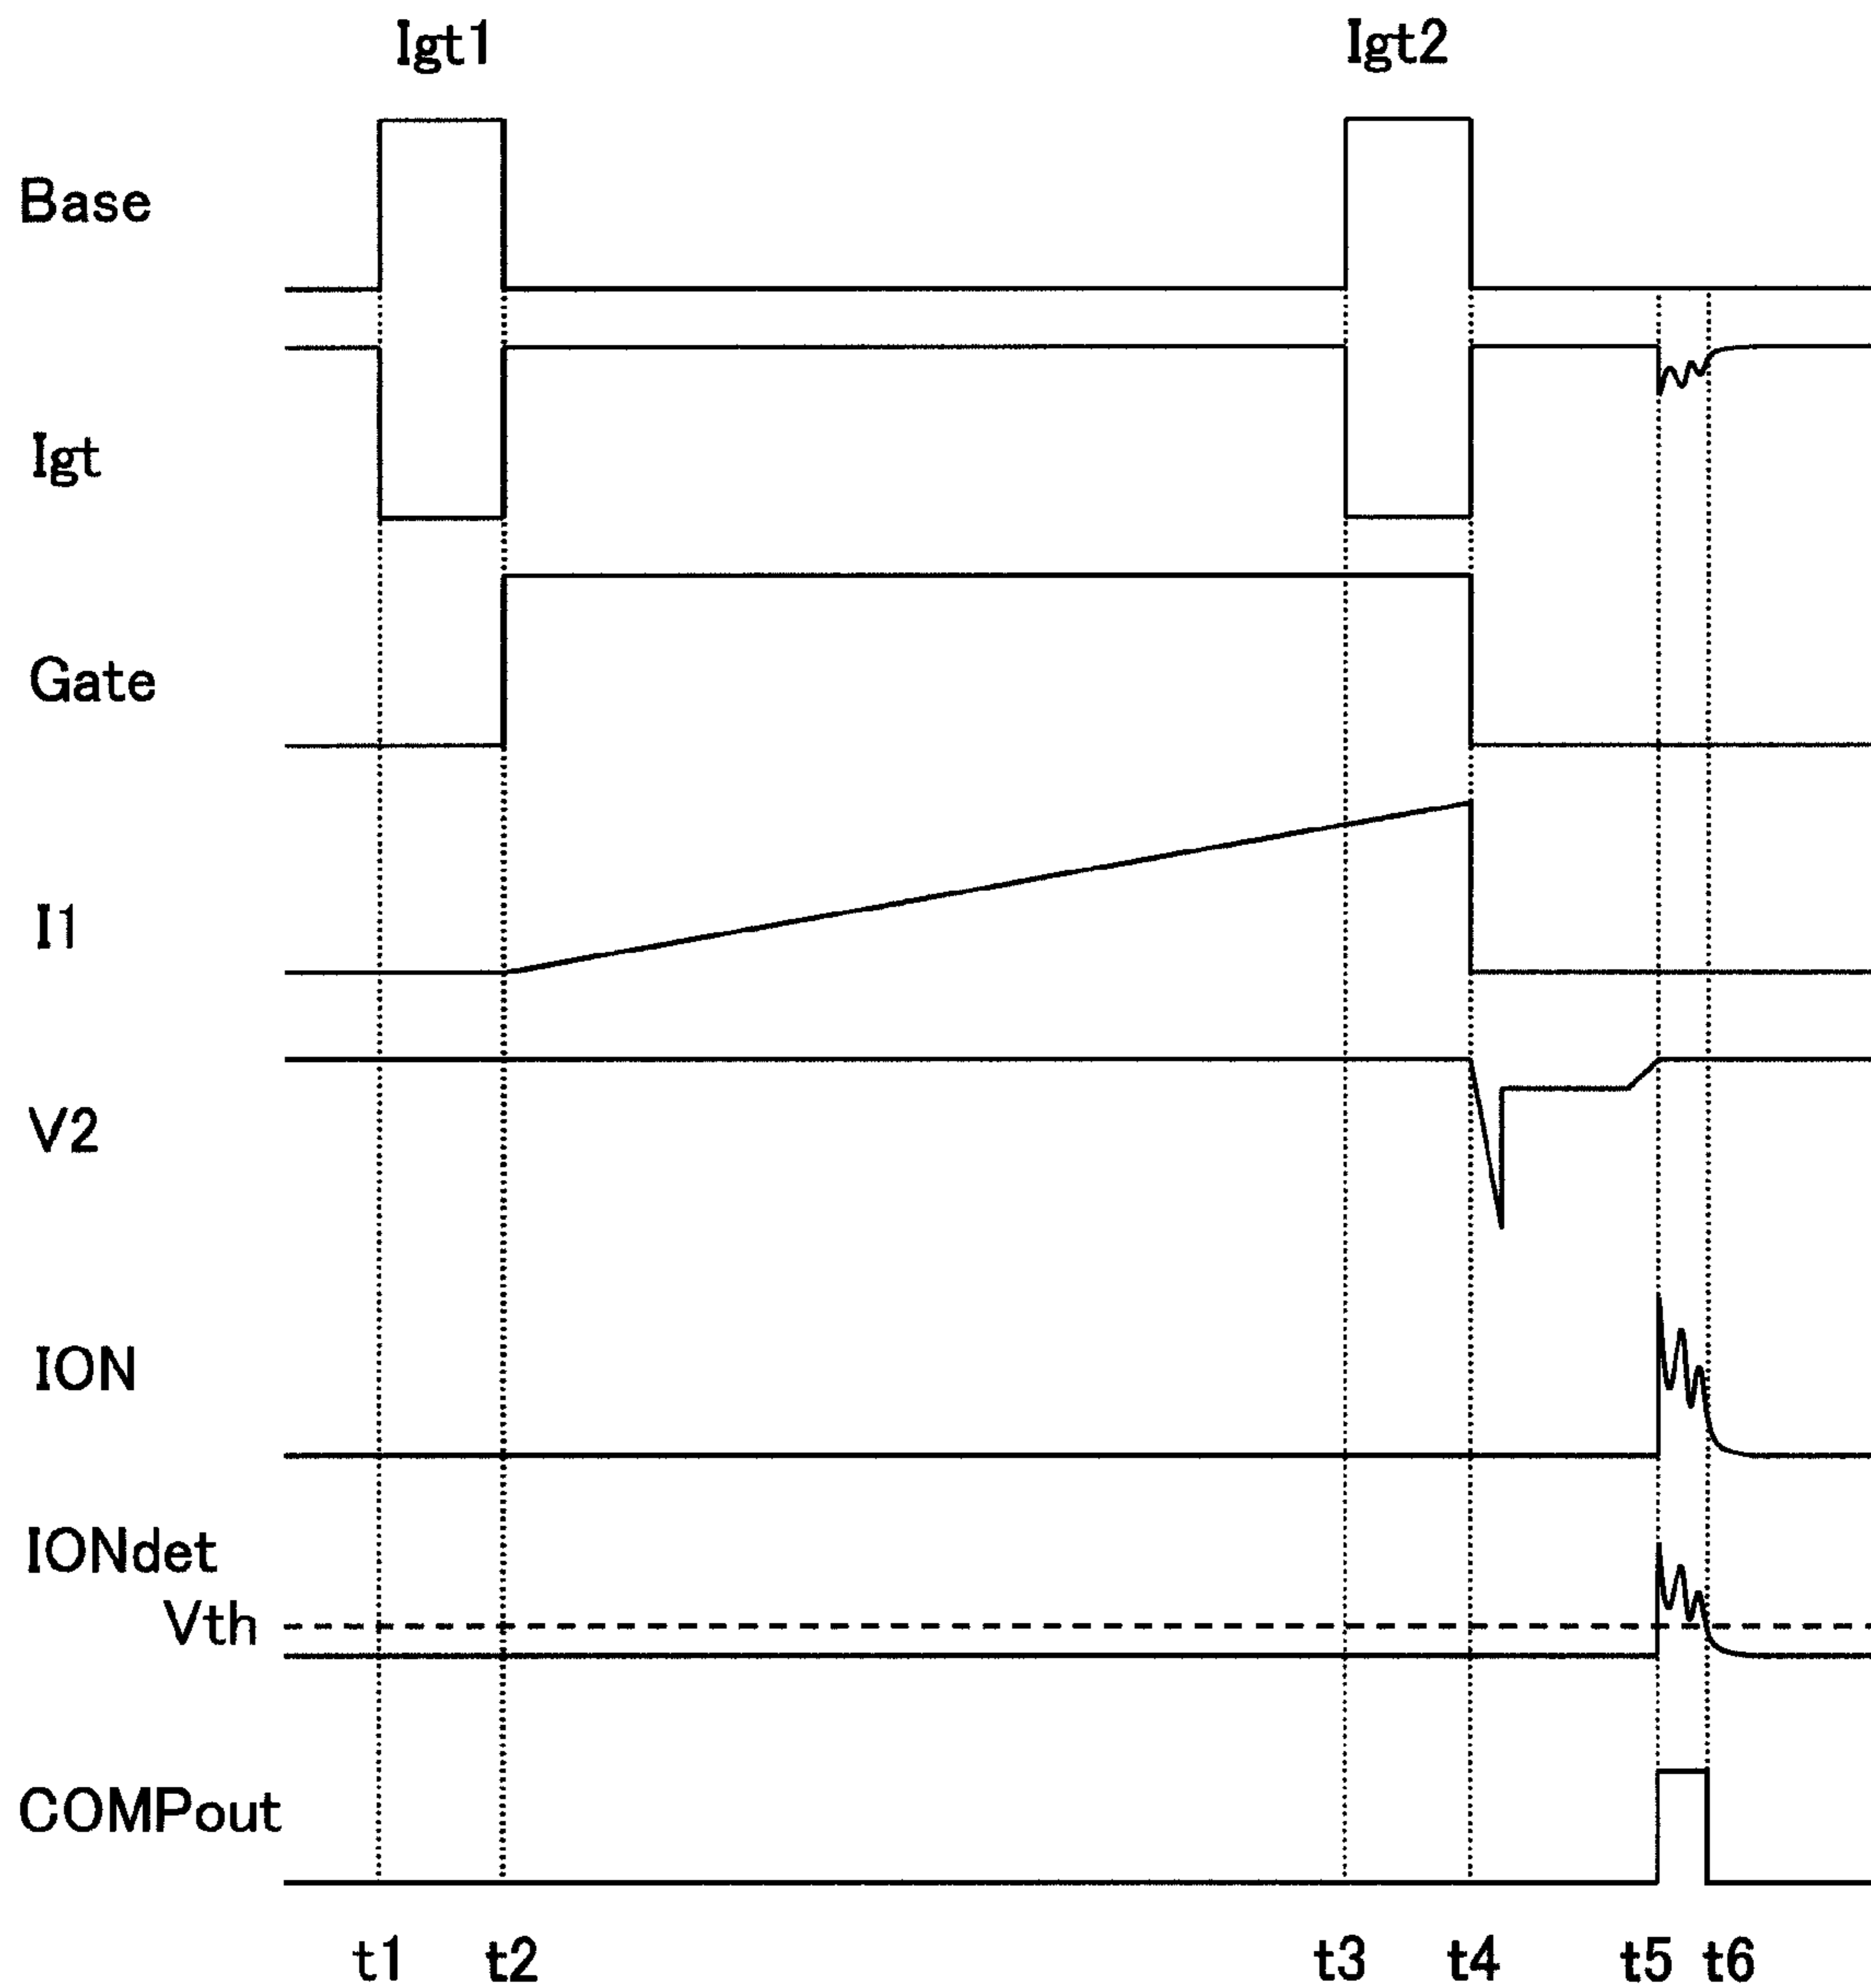 Igt1 Igt2
Base
Igt
Gate
I1
V2
ION
IONdet
Vth
COMPout
t1 t2 t3 t4 t5 t6